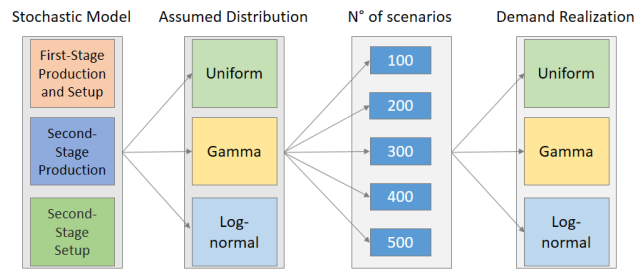 Stochastic Model
Assumed Distribution
N° of scenarios
Demand Realization
First-Stage
Production
and Setup
Second-
Stage
Production
Second-
Stage
Setup
Uniform
Gamma
Log-
normal
100
200
300
400
500
Uniform
Gamma
Log-
normal